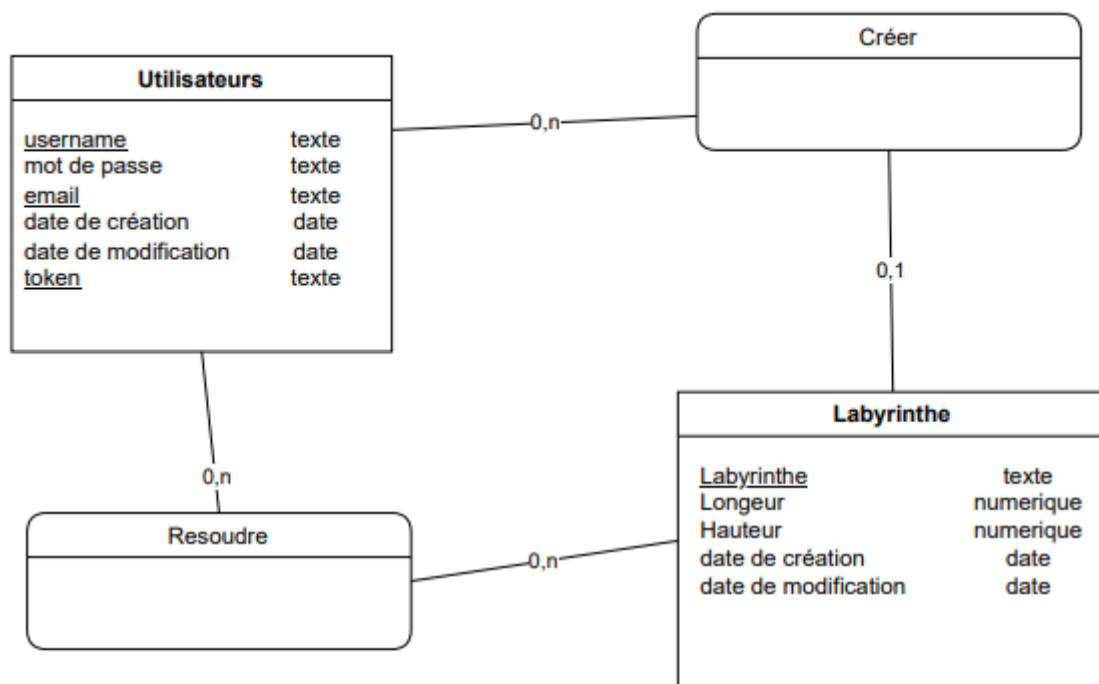 Créer
Utilisateurs
username texte
mot de passe texte
email texte
date de création date
date de modification date
token texte
0,n
0,1
Labyrinthe
Labyrinthe texte
Longeur numerique
Hauteur numerique
date de création date
date de modification date
0,n
Resoudre
0,n